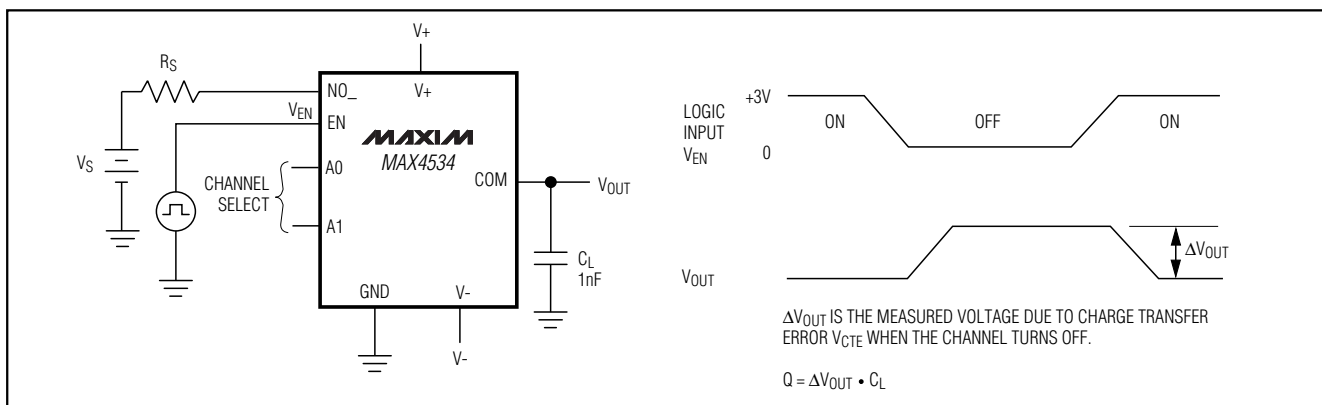 V+
RS
NO_
V+
VEN
EN
MAXIM
MAX4534
VS
CHANNEL
SELECT
A0
A1
COM
VOUT
CL
1nF
GND
V-
V-
LOGIC
INPUT
VEN
+3V
0
ON
OFF
ON
VOUT
ΔVOUT
ΔVOUT IS THE MEASURED VOLTAGE DUE TO CHARGE TRANSFER
ERROR VCTE WHEN THE CHANNEL TURNS OFF.
Q = ΔVOUT • CL